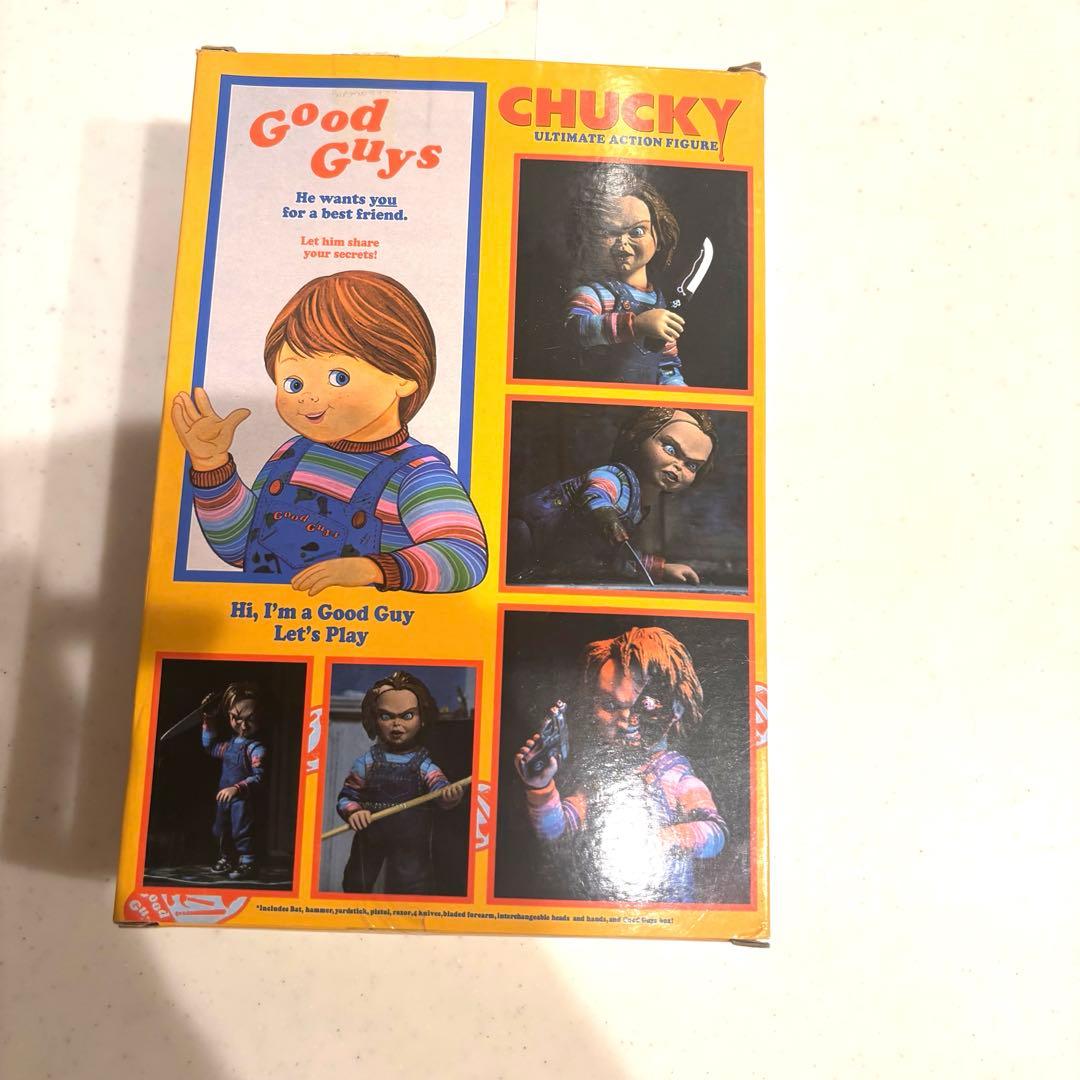 Good
Guys
He wants you
for a best friend.
Let him share
your secrets!
Good Guys
Hi, I'm a Good Guy
Let's Play
CHUCKY
ULTIMATE ACTION FIGURE
Good
Gu
*Includes Bat, hammer, yardstick, pistol, razor, 4 knives, bladed forearm, interchangeable heads and hands, and Good Guys box!